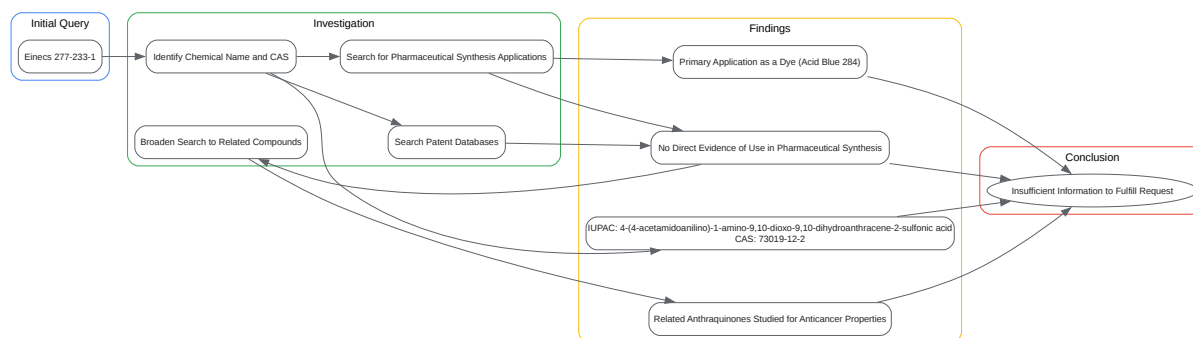 Initial Query
Einecs 277-233-1
Investigation
Identify Chemical Name and CAS
Search for Pharmaceutical Synthesis Applications
Broaden Search to Related Compounds
Search Patent Databases
Findings
Primary Application as a Dye (Acid Blue 284)
No Direct Evidence of Use in Pharmaceutical Synthesis
IUPAC: 4-(4-acetamidoanilino)-1-amino-9,10-dioxo-9,10-dihydroanthracene-2-sulfonic acid
CAS: 73019-12-2
Related Anthraquinones Studied for Anticancer Properties
Conclusion
Insufficient Information to Fulfill Request